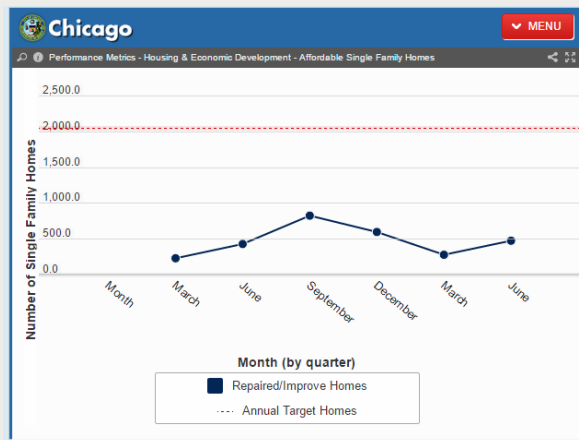 Chicago
MENU
Performance Metrics - Housing & Economic Development - Affordable Single Family Homes
Number of Single Family Homes
2,500.0
2,000.0
1,500.0
1,000.0
500.0
0.0
Month
March
June
September
December
March
June
Month (by quarter)
Repaired/Improve Homes
Annual Target Homes